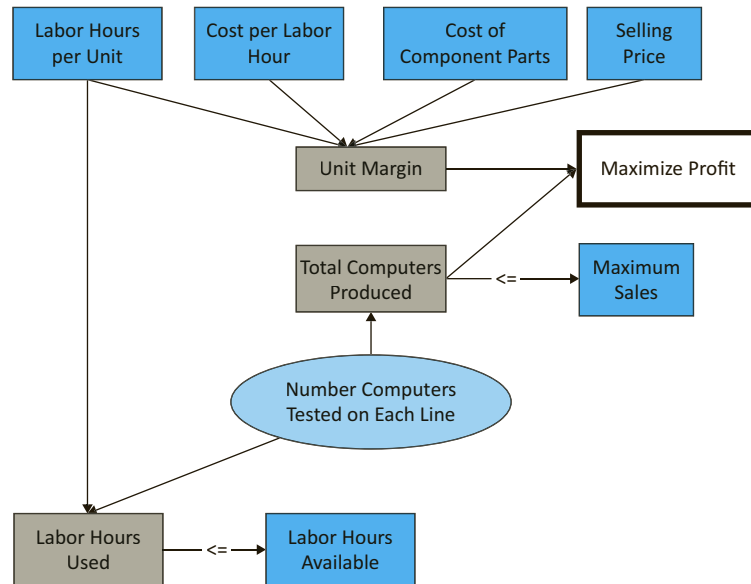 Labor Hours
per Unit
Cost per Labor
Hour
Cost of
Component Parts
Selling
Price
Unit Margin
Maximize Profit
Total Computers
Produced
<=
Maximum
Sales
Number Computers
Tested on Each Line
Labor Hours
Used
<=
Labor Hours
Available